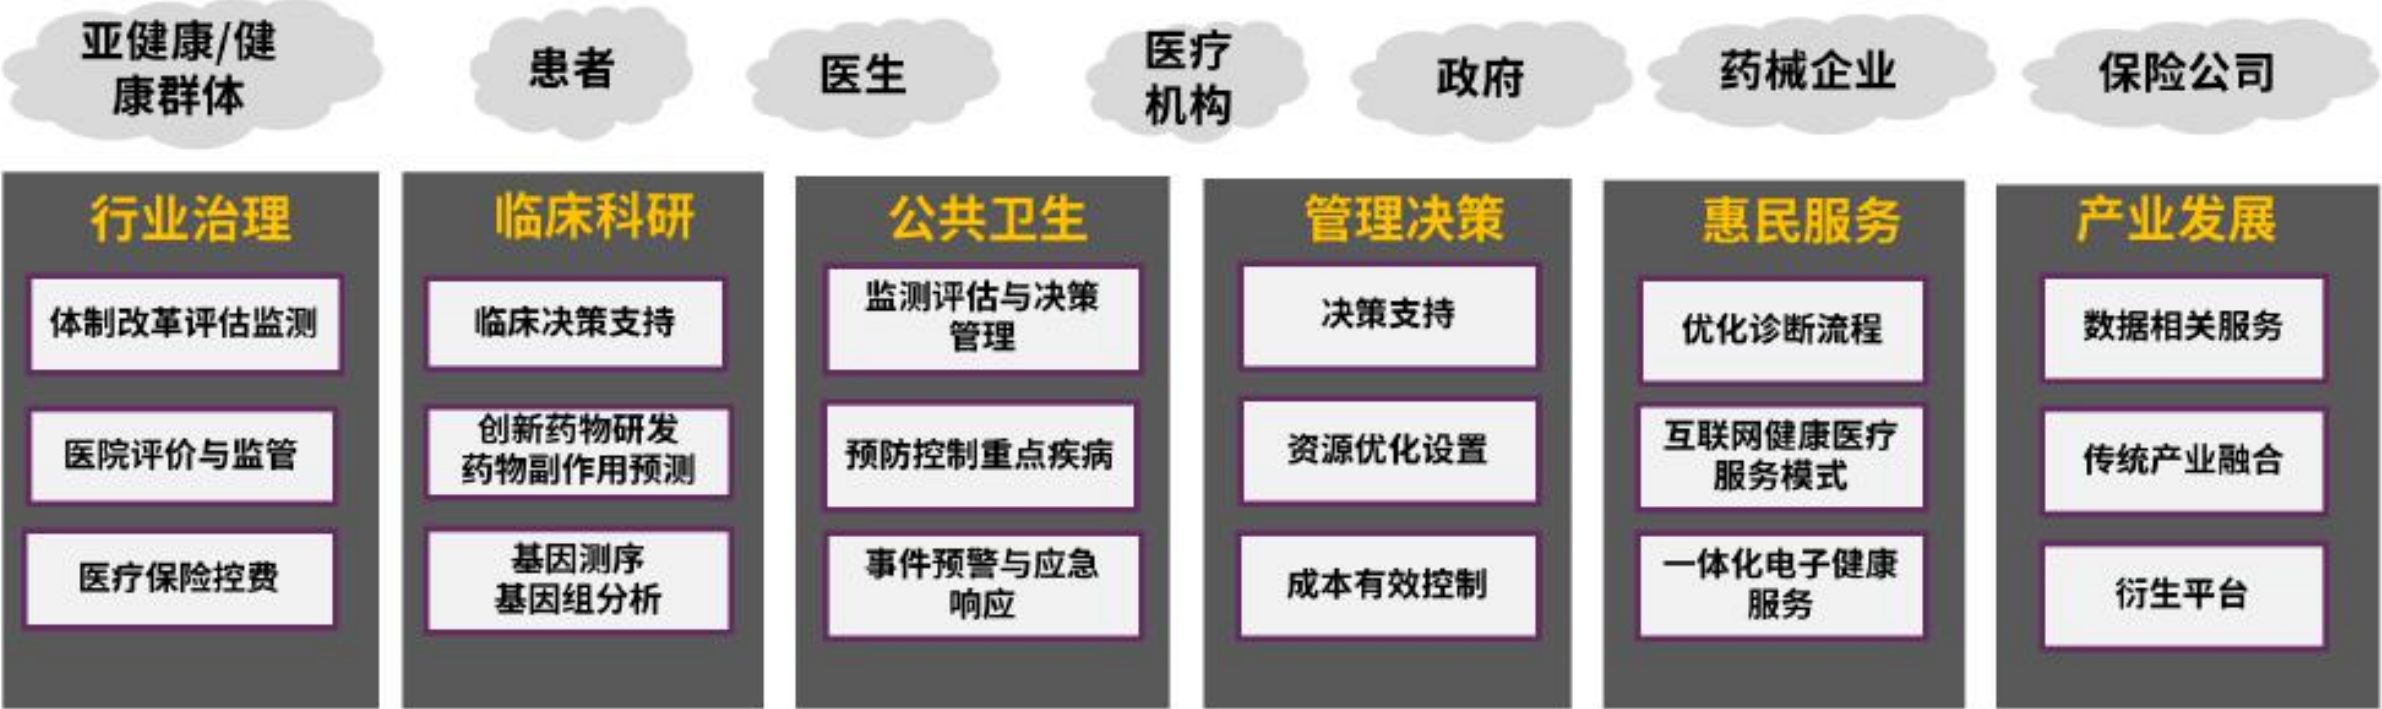 亚健康/健
康群体
患者
医生
医疗
机构
政府
药械企业
保险公司
行业治理
体制改革评估监测
医院评价与监管
医疗保险控费
临床科研
临床决策支持
创新药物研发
药物副作用预测
基因测序
基因组分析
公共卫生
监测评估与决策
管理
预防控制重点疾病
事件预警与应急
响应
管理决策
决策支持
资源优化设置
成本有效控制
惠民服务
优化诊断流程
互联网健康医疗
服务模式
一体化电子健康
服务
产业发展
数据相关服务
传统产业融合
衍生平台